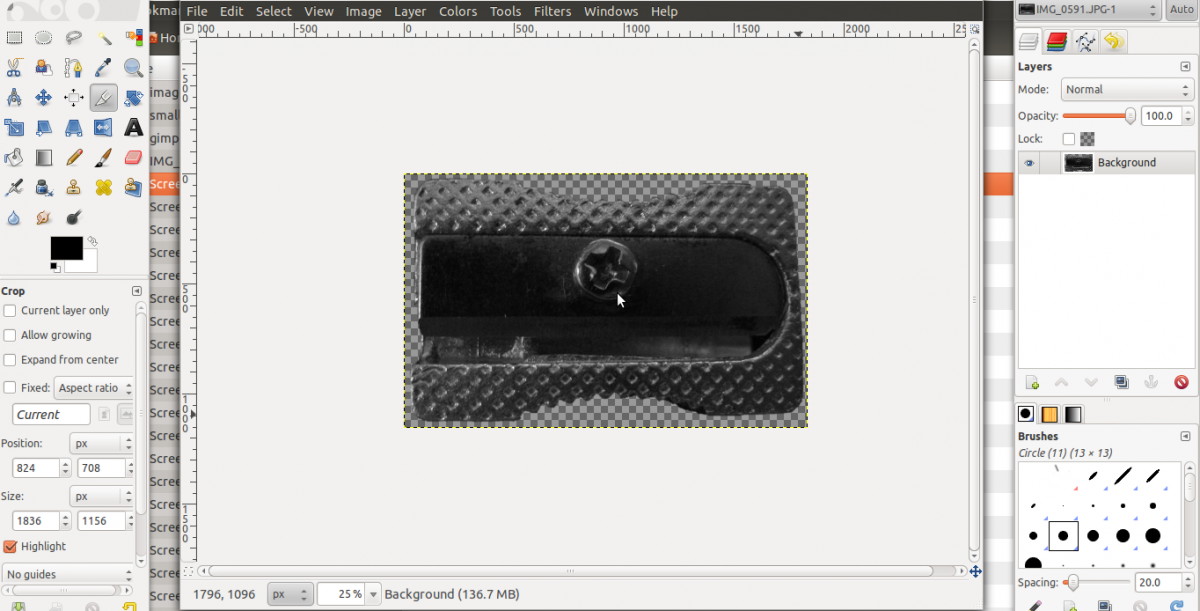 File Edit Select View Image Layer Colors Tools Filters Windows Help
IMG_0591.JPG-1
Auto
Layers
Mode: Normal
Opacity: 100.0
Lock:
Background
Brushes
Circle (11) (13 × 13)
Spacing: 20.0
Crop
Current layer only
Allow growing
Expand from center
Fixed: Aspect ratio
Current
Position: px
824 708
Size: px
1836 1156
Highlight
No guides
-500 0 500 1000 1500
1796, 1096 px 25% Background (136.7 MB)